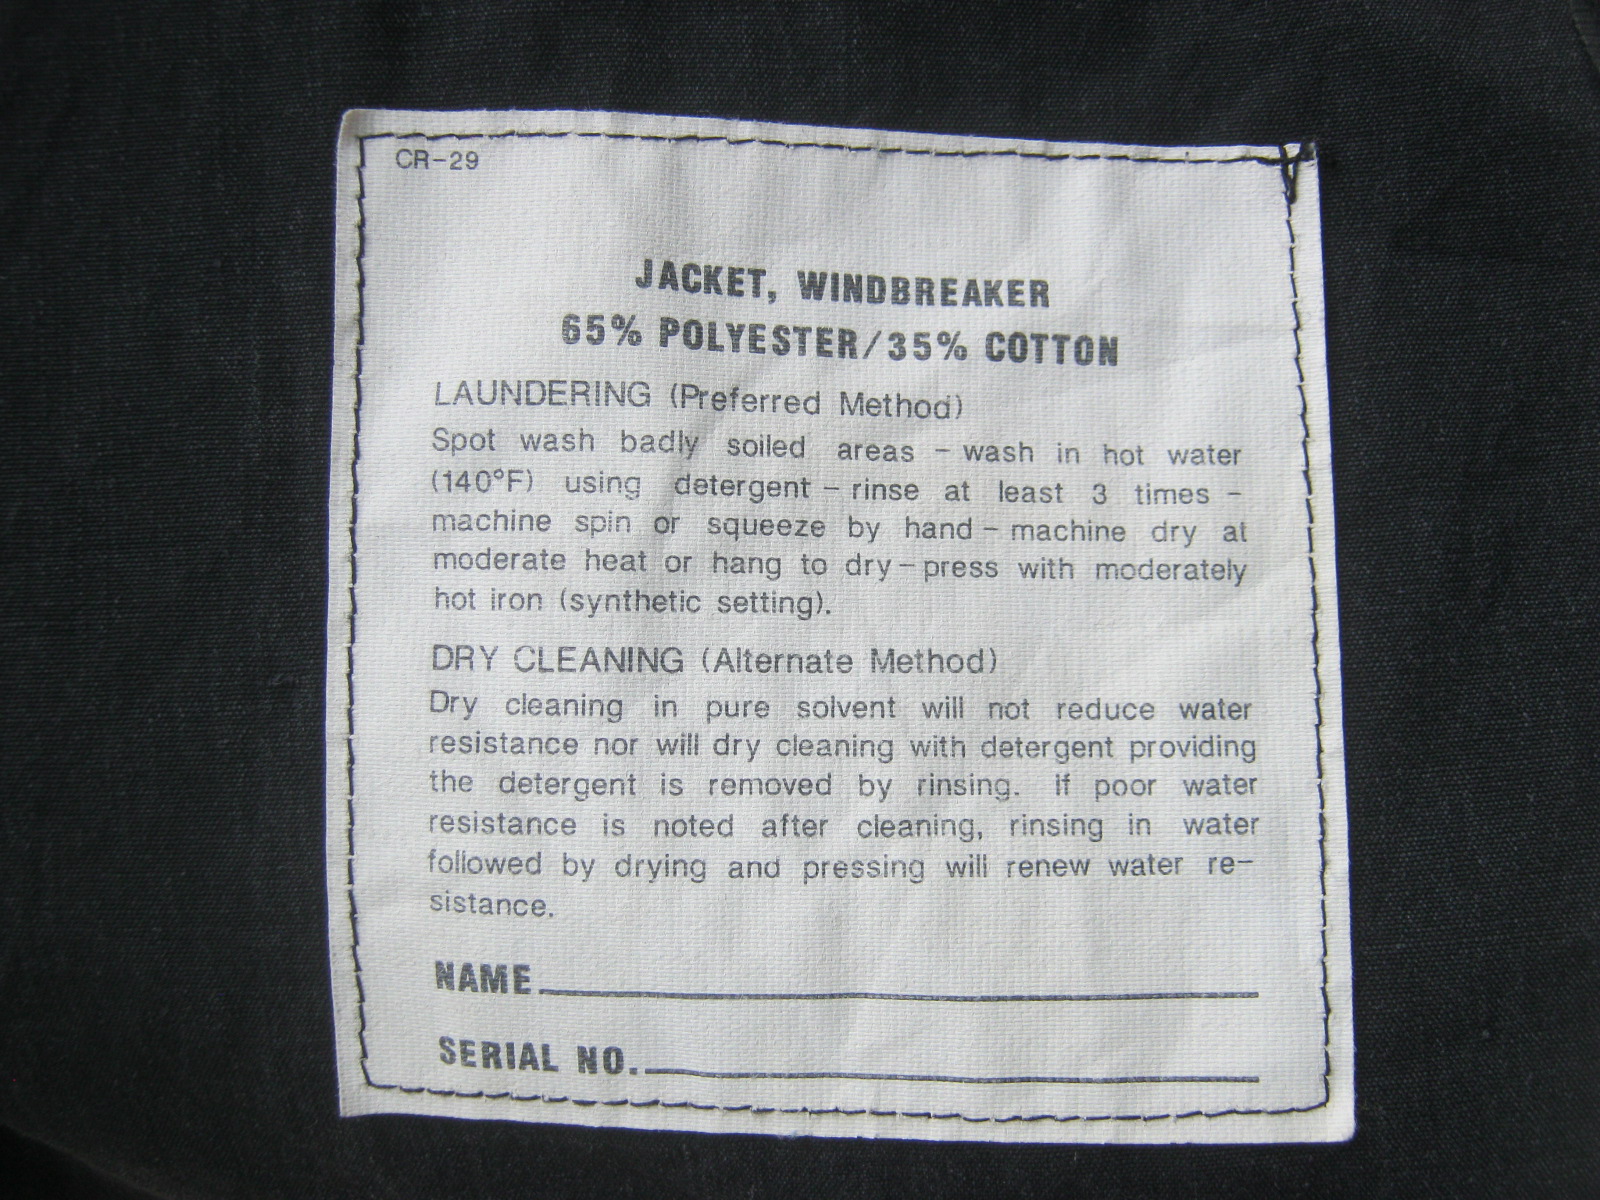 CR-29
JACKET, WINDBREAKER
65% POLYESTER/35% COTTON
LAUNDERING (Preferred Method)
Spot wash badly soiled areas – wash in hot water
(140°F) using detergent – rinse at least 3 times –
machine spin or squeeze by hand – machine dry at
moderate heat or hang to dry – press with moderately
hot iron (synthetic setting).
DRY CLEANING (Alternate Method)
Dry cleaning in pure solvent will not reduce water
resistance nor will dry cleaning with detergent providing
the detergent is removed by rinsing. If poor water
resistance is noted after cleaning, rinsing in water
followed by drying and pressing will renew water re–
sistance.
NAME
SERIAL NO.